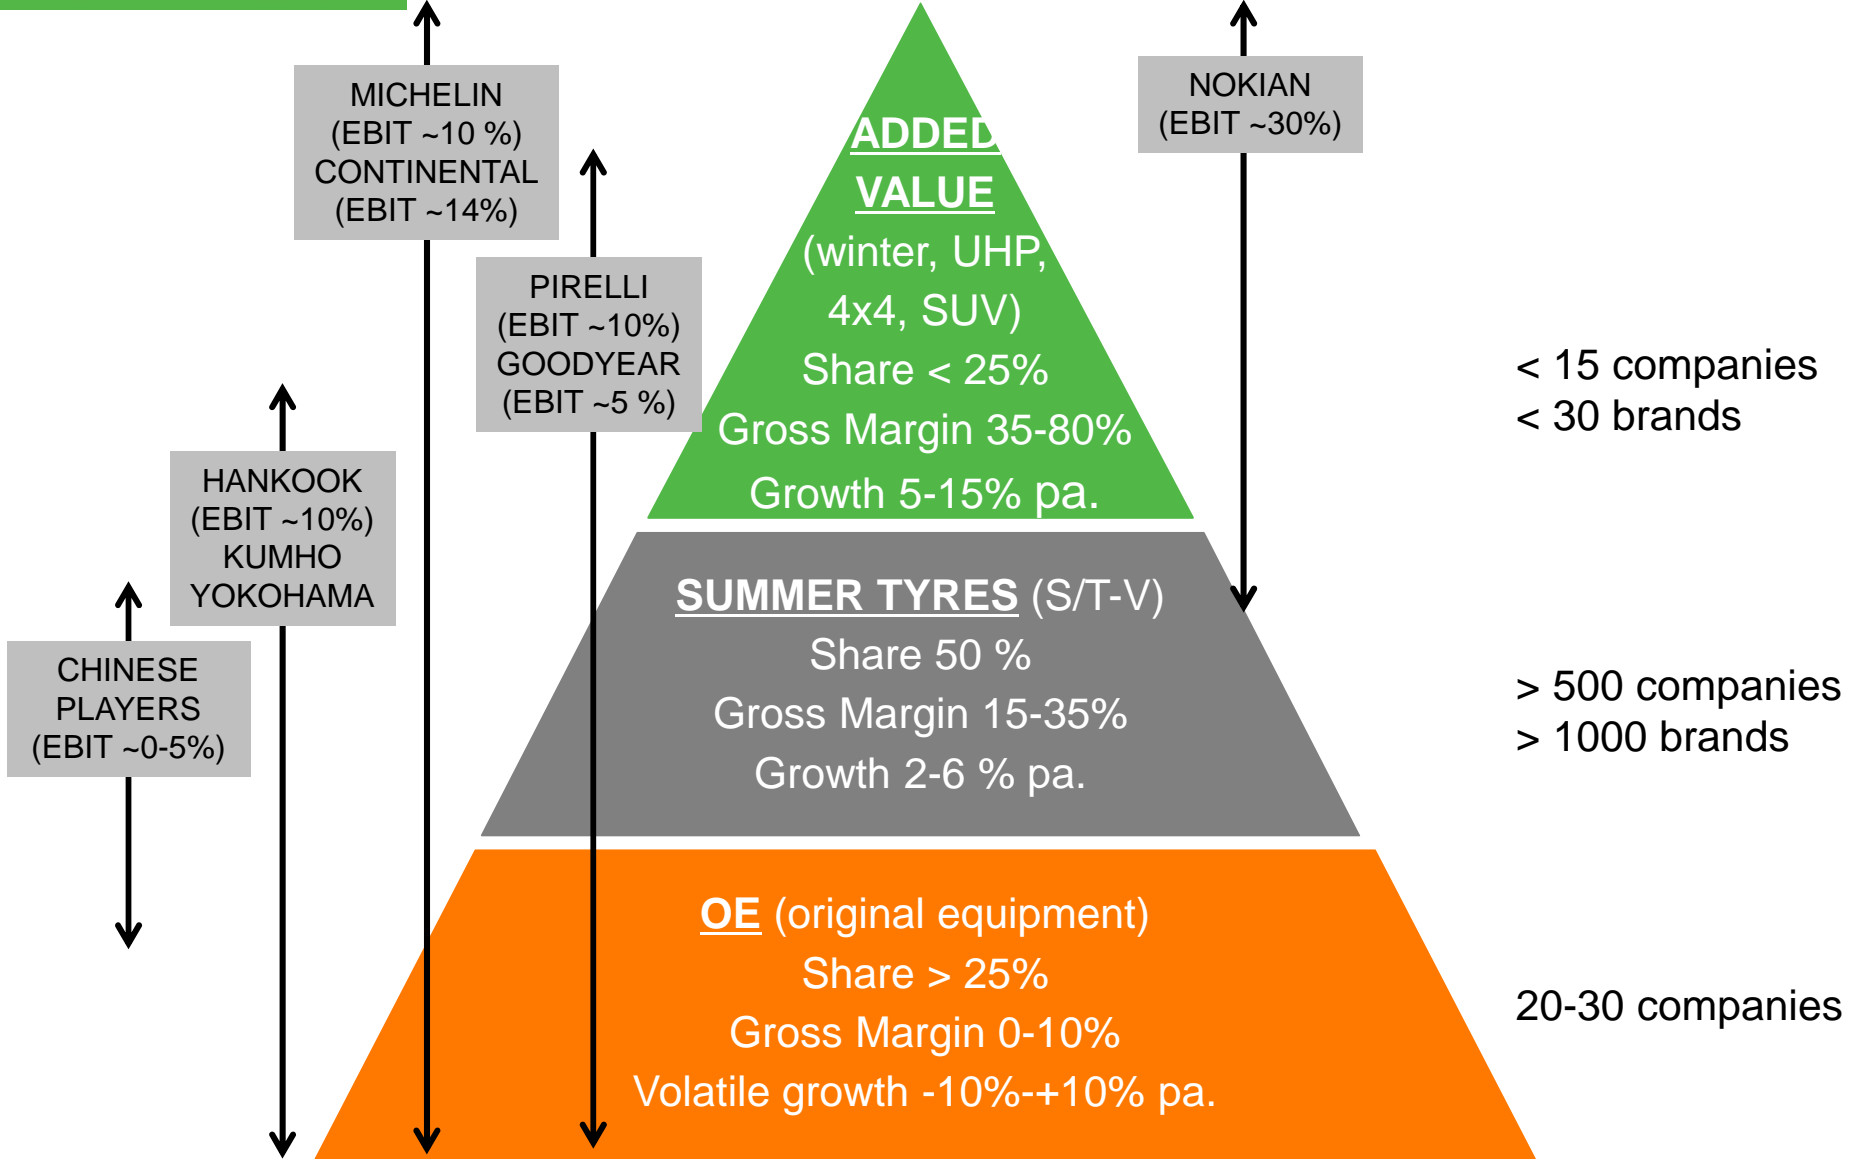 MICHELIN
(EBIT ~10 %)
CONTINENTAL
(EBIT ~14%)
PIRELLI
(EBIT ~10%)
GOODYEAR
(EBIT ~5 %)
HANKOOK
(EBIT ~10%)
KUMHO
YOKOHAMA
CHINESE
PLAYERS
(EBIT ~0-5%)
NOKIAN
(EBIT ~30%)
ADDED
VALUE
(winter, UHP,
4x4, SUV)
Share < 25%
Gross Margin 35-80%
Growth 5-15% pa.
< 15 companies
< 30 brands
SUMMER TYRES (S/T-V)
Share 50 %
Gross Margin 15-35%
Growth 2-6 % pa.
> 500 companies
> 1000 brands
OE (original equipment)
Share > 25%
Gross Margin 0-10%
Volatile growth -10%-+10% pa.
20-30 companies